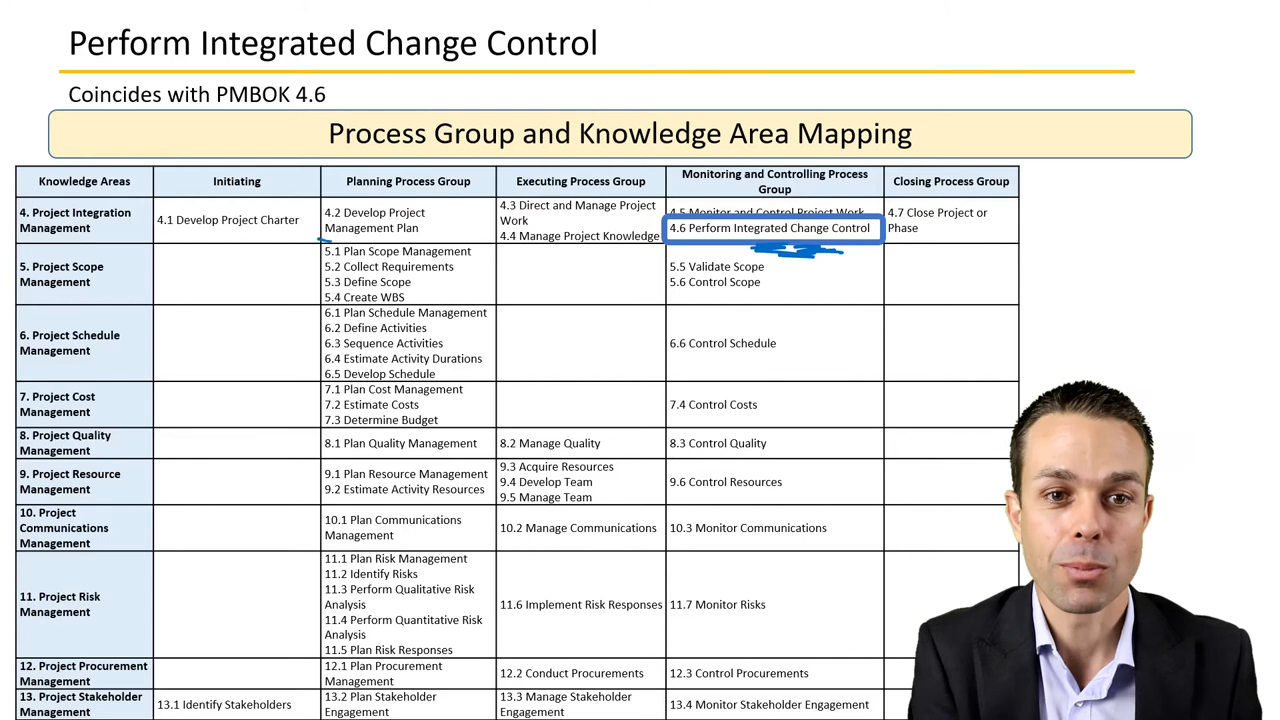 Perform Integrated Change Control
Coincides with PMBOK 4.6
Process Group and Knowledge Area Mapping
Knowledge Areas
Initiating
Planning Process Group
Executing Process Group
Monitoring and Controlling Process
Group
Closing Process Group
4. Project Integration
Management
4.1 Develop Project Charter
4.2 Develop Project
Management Plan
4.3 Direct and Manage Project
Work
4.4 Manage Project Knowledge
4.5 Monitor and Control Project Work
4.6 Perform Integrated Change Control
4.7 Close Project or
Phase
5. Project Scope
Management
5.1 Plan Scope Management
5.2 Collect Requirements
5.3 Define Scope
5.4 Create WBS
5.5 Validate Scope
5.6 Control Scope
6. Project Schedule
Management
6.1 Plan Schedule Management
6.2 Define Activities
6.3 Sequence Activities
6.4 Estimate Activity Durations
6.5 Develop Schedule
6.6 Control Schedule
7. Project Cost
Management
7.1 Plan Cost Management
7.2 Estimate Costs
7.3 Determine Budget
7.4 Control Costs
8. Project Quality
Management
8.1 Plan Quality Management
8.2 Manage Quality
8.3 Control Quality
9. Project Resource
Management
9.1 Plan Resource Management
9.2 Estimate Activity Resources
9.3 Acquire Resources
9.4 Develop Team
9.5 Manage Team
9.6 Control Resources
10. Project
Communications
Management
10.1 Plan Communications
Management
10.2 Manage Communications
10.3 Monitor Communications
11. Project Risk
Management
11.1 Plan Risk Management
11.2 Identify Risks
11.3 Perform Qualitative Risk
Analysis
11.4 Perform Quantitative Risk
Analysis
11.5 Plan Risk Responses
11.6 Implement Risk Responses
11.7 Monitor Risks
12. Project Procurement
Management
12.1 Plan Procurement
Management
12.2 Conduct Procurements
12.3 Control Procurements
13. Project Stakeholder
Management
13.1 Identify Stakeholders
13.2 Plan Stakeholder
Engagement
13.3 Manage Stakeholder
Engagement
13.4 Monitor Stakeholder Engagement